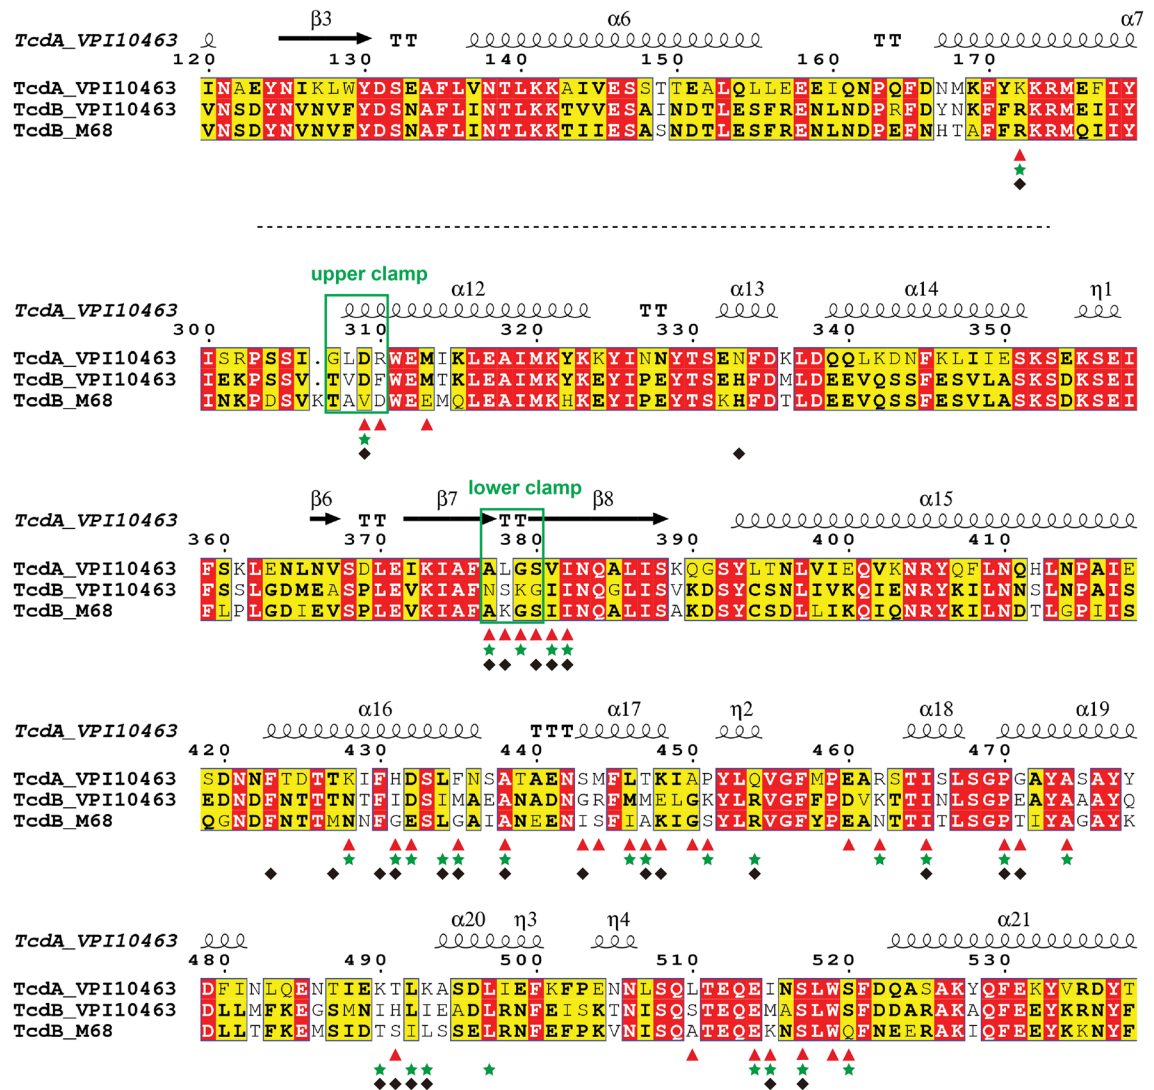 β3 α6 α7
TcdA_VPI10463 TT TT
120 130 140 150 160 170
TcdA_VPI10463 INAEYNIKLWYDSEAFLVNTLKKAIVESSTTEALQLLEEEIQNPQFDNMKFYKKRMEFIY
TcdB_VPI10463 VNSDYNVNVFYDSNAFLINTLKKTVVESAINDTLESFRENLNDPRFDYNKFFRKRMEIIY
TcdB_M68 VNSDYNVNVFYDSNAFLINTLKKTIIESASNDTLESFRENLNDPEFNHTAFFRKRMQIIY
upper clamp
α12 α13 α14 η1
TcdA_VPI10463 TT
300 310 320 330 340 350
TcdA_VPI10463 ISRPSSI.GLDRWEMIKLEAIMKYKKYINNYTSENFDKLDQQLKDNFKLIIESKSEKSEI
TcdB_VPI10463 IEKPSSV.TVDFWEMTKLEAIMKYKEYIPEYTSEHFDMLDEEVQSSFESVLASKSDKSEI
TcdB_M68 INKPDSVKTAVDWEEMQLEAIMKHKEYIPEYTSKHFDTLDEEVQSSFESVLASKSDKSEI
lower clamp
β6 β7 β8 α15
TcdA_VPI10463 TT TT
360 370 380 390 400 410
TcdA_VPI10463 FSKLENLNVSDLEIKIAFALGSVINQALISKQGSYLTNLVIEQVKNRYQFLNQHLNPAIE
TcdB_VPI10463 FSSLGDMEASPLEVKIAFNSKGIINQGLISVKDSYCSNLIVKQIENRYKILNNSLNPAIS
TcdB_M68 FLPLGDIEVSPLEVKIAFAKGSIINQALISAKDSYCSDLLIKQIQNRYKILNDTLGPIIS
α16 α17 η2 α18 α19
TcdA_VPI10463 TTT
420 430 440 450 460 470
TcdA_VPI10463 SDNNFTDTTKIFHDSLFNSATAENSMFLTKIAPYLQVGFMPEARSTISLSGPGAYASAYY
TcdB_VPI10463 EDNDFNTTTNTFIDSIMAEANADNGRFMMELGKYLRVGFFPDVKTTINLSGPEAYAAAYQ
TcdB_M68 QGNDFNTTMNNFGESLGAIANEENISFIAKIGSYLRVGFYPEANTTITLSGPTIYAGAYK
α20 η3 η4 α21
TcdA_VPI10463
480 490 500 510 520 530
TcdA_VPI10463 DFINLQENTIEKTLKASDLIEFKFPENNLSQLTEQEINSLWSFDQASAKYQFEKYVRDYT
TcdB_VPI10463 DLLMFKEGSMNIHLIEADLRNFEISKTNISQSTEQEMASLWSFDDARAKAQFEEYKRNYF
TcdB_M68 DLLTFKEGSIDTSILSSELRNFEFPKVNISQATEQEKNSLWQFNEERAKIQFEEYKKNYF